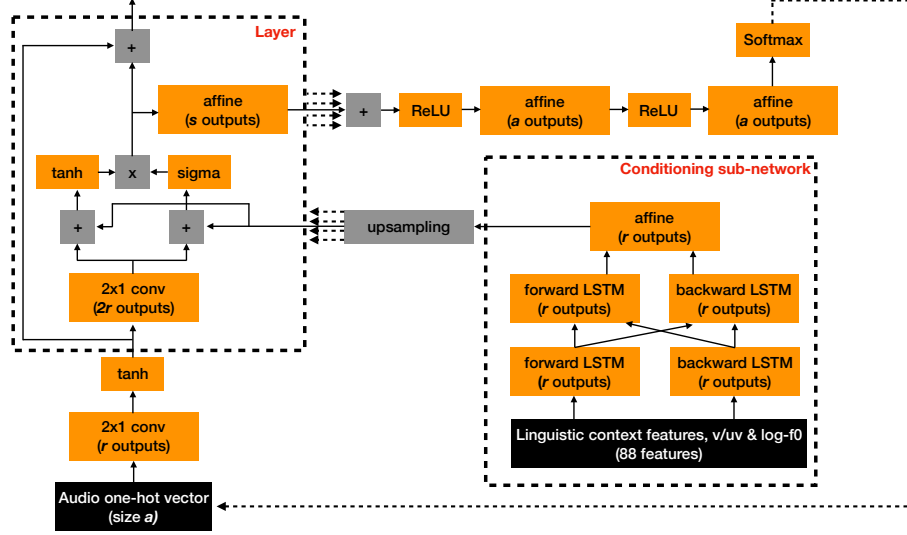 Layer
+
affine
(s outputs)
tanh
x
sigma
+
+
2x1 conv
(2r outputs)
tanh
2x1 conv
(r outputs)
Audio one-hot vector
(size a)
+
ReLU
affine
(a outputs)
ReLU
affine
(a outputs)
Softmax
upsampling
Conditioning sub-network
affine
(r outputs)
forward LSTM
(r outputs)
backward LSTM
(r outputs)
forward LSTM
(r outputs)
backward LSTM
(r outputs)
Linguistic context features, v/uv & log-f0
(88 features)